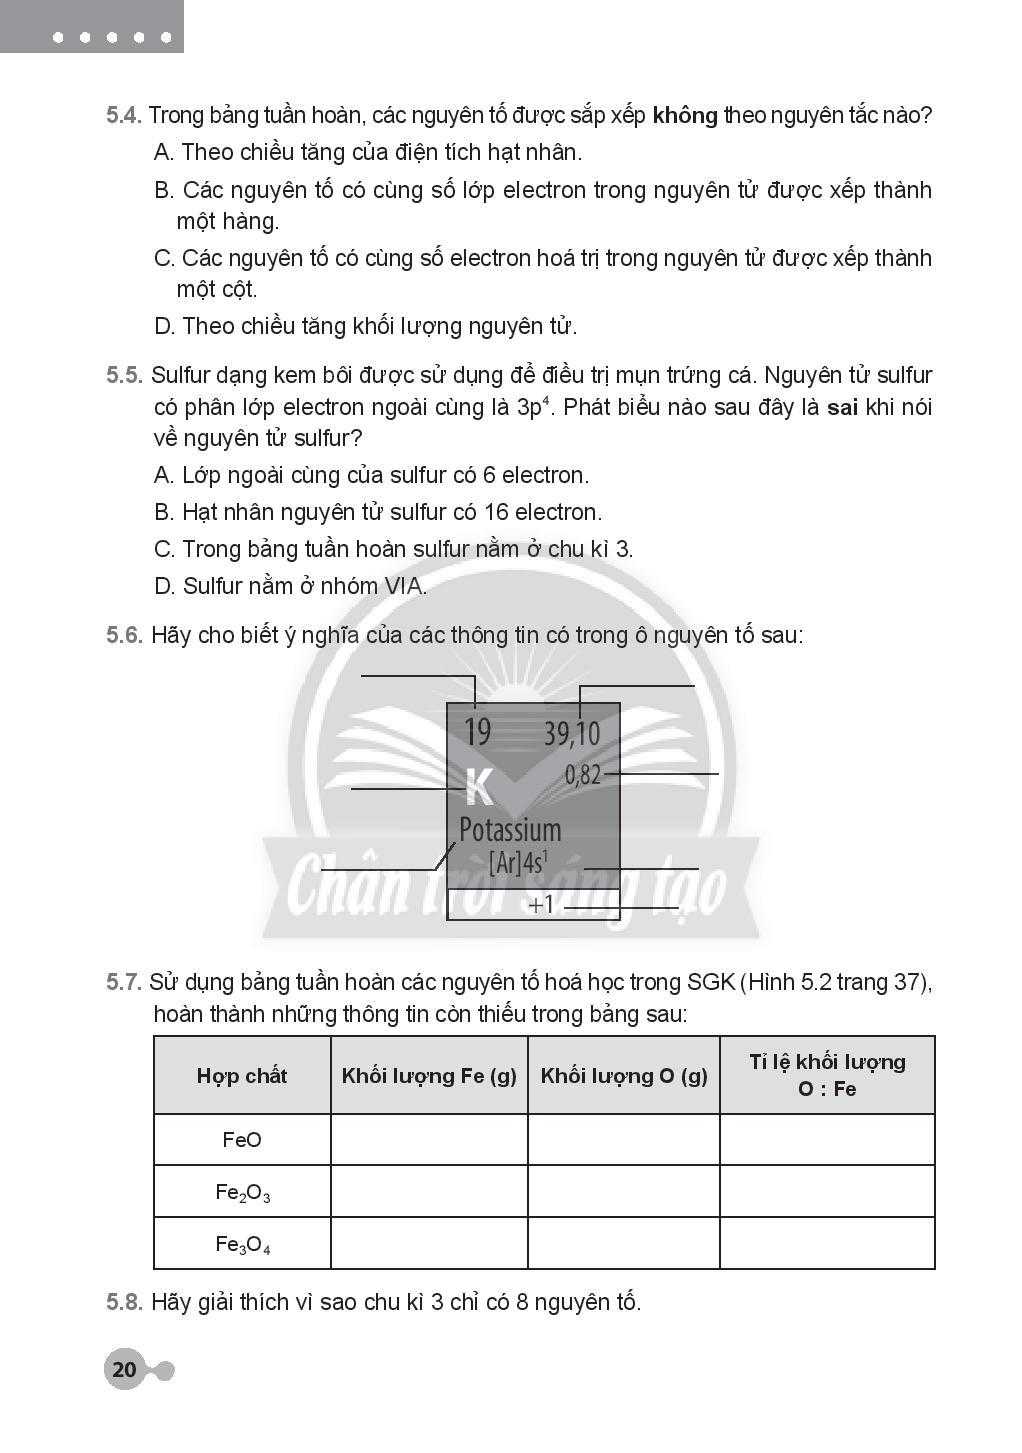 5.4. Trong bảng tuần hoàn, các nguyên tố được sắp xếp không theo nguyên tắc nào?
A. Theo chiều tăng của điện tích hạt nhân.
B. Các nguyên tố có cùng số lớp electron trong nguyên tử được xếp thành
một hàng.
C. Các nguyên tố có cùng số electron hoá trị trong nguyên tử được xếp thành
một cột.
D. Theo chiều tăng khối lượng nguyên tử.
5.5. Sulfur dạng kem bôi được sử dụng để điều trị mụn trứng cá. Nguyên tử sulfur
có phân lớp electron ngoài cùng là 3p⁴. Phát biểu nào sau đây là sai khi nói
về nguyên tử sulfur?
A. Lớp ngoài cùng của sulfur có 6 electron.
B. Hạt nhân nguyên tử sulfur có 16 electron.
C. Trong bảng tuần hoàn sulfur nằm ở chu kì 3.
D. Sulfur nằm ở nhóm VIA.
5.6. Hãy cho biết ý nghĩa của các thông tin có trong ô nguyên tố sau:
19 39,10
0,82
K
Potassium
[Ar]4s¹
Chân trời sáng tạo
+1
5.7. Sử dụng bảng tuần hoàn các nguyên tố hoá học trong SGK (Hình 5.2 trang 37),
hoàn thành những thông tin còn thiếu trong bảng sau:
Hợp chất Khối lượng Fe (g) Khối lượng O (g) Tỉ lệ khối lượng
O : Fe
FeO
Fe₂O₃
Fe₃O₄
5.8. Hãy giải thích vì sao chu kì 3 chỉ có 8 nguyên tố.
20